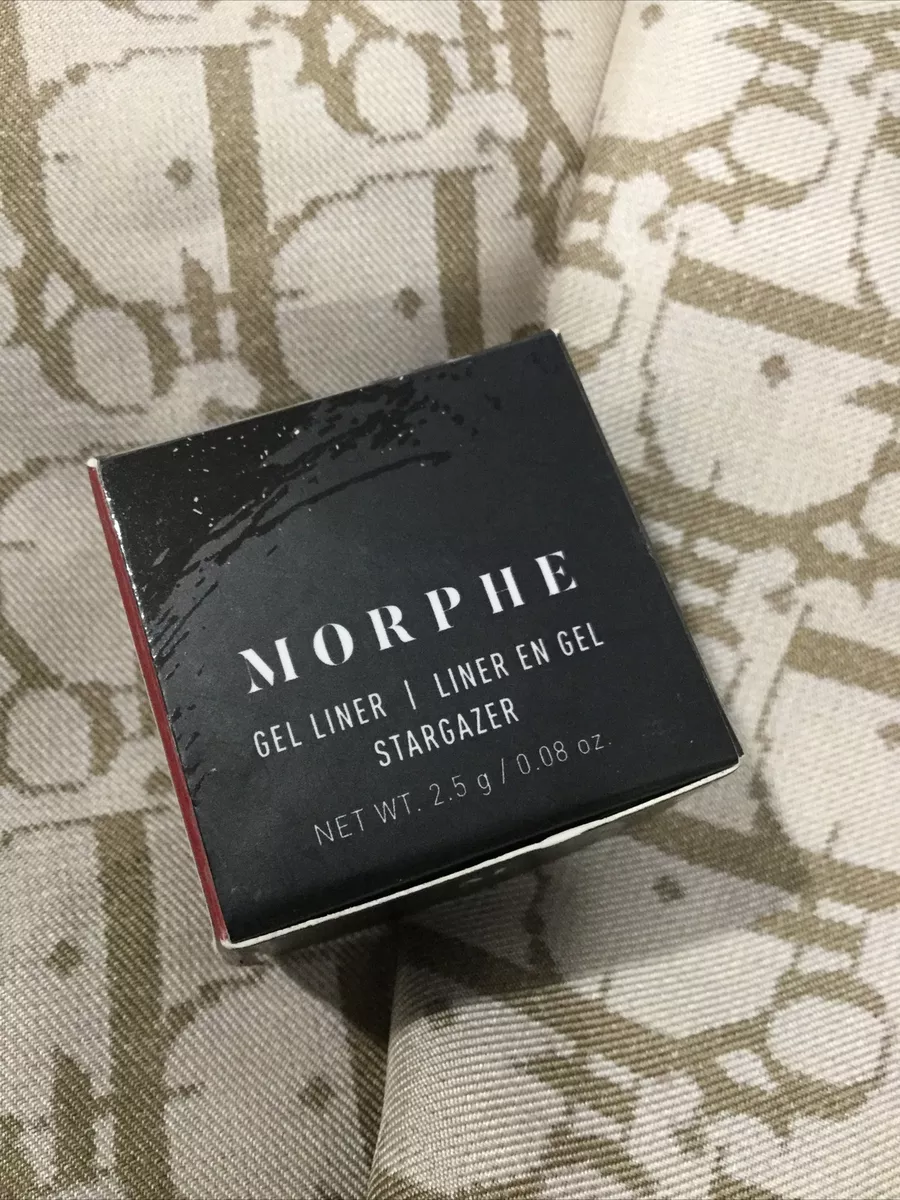 MORPHE
GEL LINER | LINER EN GEL
STARGAZER
NET WT. 2.5 g / 0.08 oz.